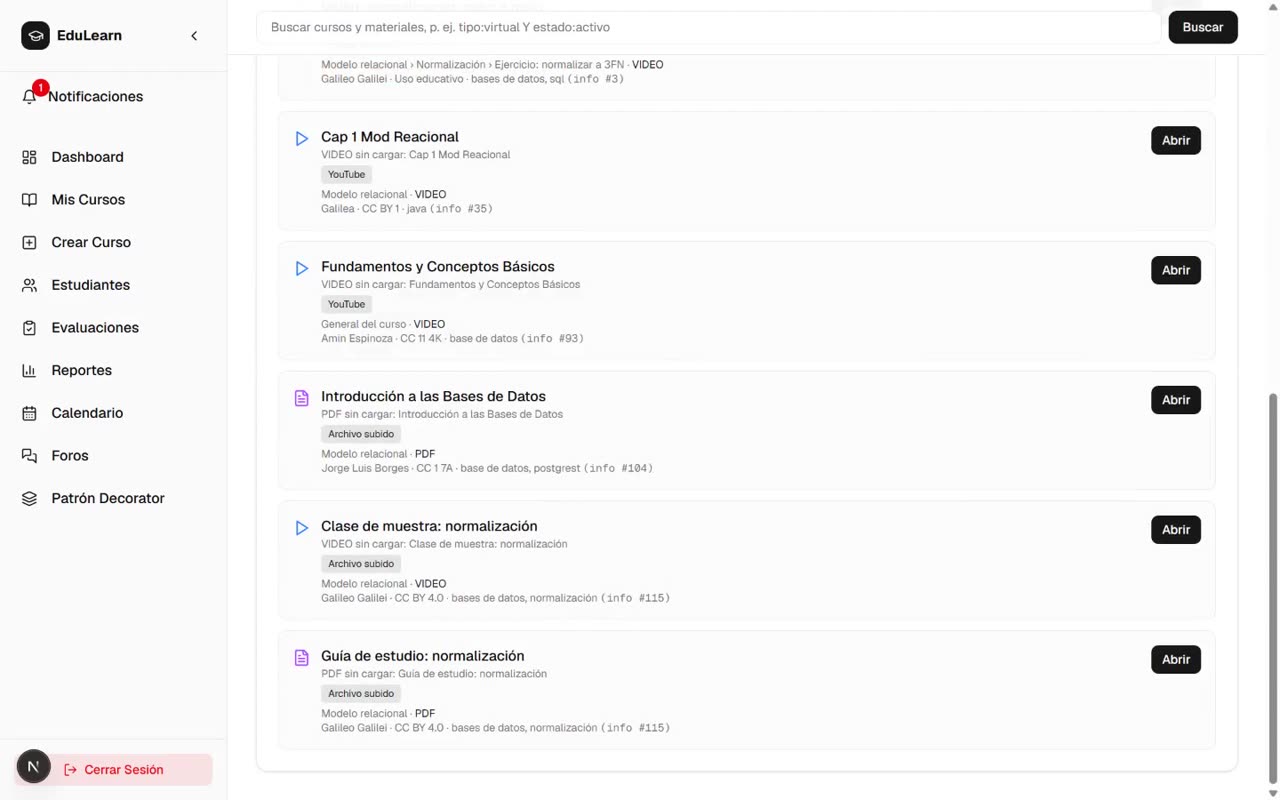 EduLearn
1
Notificaciones
Dashboard
Mis Cursos
Crear Curso
Estudiantes
Evaluaciones
Reportes
Calendario
Foros
Patrón Decorator
N
Cerrar Sesión
Buscar cursos y materiales, p. ej. tipo:virtual Y estado:activo
Buscar
Modelo relacional › Normalización › Ejercicio: normalizar a 3FN · VIDEO
Galileo Galilei · Uso educativo · bases de datos, sql (info #3)
Cap 1 Mod Reacional
Abrir
VIDEO sin cargar: Cap 1 Mod Reacional
YouTube
Modelo relacional · VIDEO
Galilea · CC BY 1 · java (info #35)
Fundamentos y Conceptos Básicos
Abrir
VIDEO sin cargar: Fundamentos y Conceptos Básicos
YouTube
General del curso · VIDEO
Amin Espinoza · CC 11 4K · base de datos (info #93)
Introducción a las Bases de Datos
Abrir
PDF sin cargar: Introducción a las Bases de Datos
Archivo subido
Modelo relacional · PDF
Jorge Luis Borges · CC 1 7A · base de datos, postgrest (info #104)
Clase de muestra: normalización
Abrir
VIDEO sin cargar: Clase de muestra: normalización
Archivo subido
Modelo relacional · VIDEO
Galileo Galilei · CC BY 4.0 · bases de datos, normalización (info #115)
Guía de estudio: normalización
Abrir
PDF sin cargar: Guía de estudio: normalización
Archivo subido
Modelo relacional · PDF
Galileo Galilei · CC BY 4.0 · bases de datos, normalización (info #115)